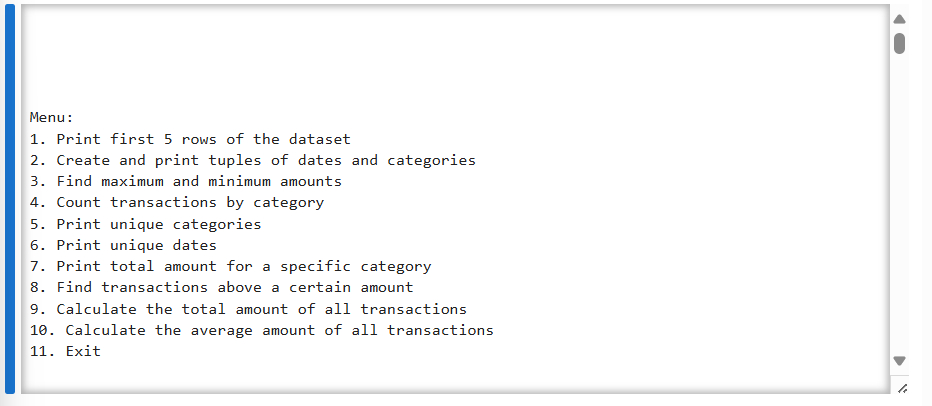 Menu:
1. Print first 5 rows of the dataset
2. Create and print tuples of dates and categories
3. Find maximum and minimum amounts
4. Count transactions by category
5. Print unique categories
6. Print unique dates
7. Print total amount for a specific category
8. Find transactions above a certain amount
9. Calculate the total amount of all transactions
10. Calculate the average amount of all transactions
11. Exit